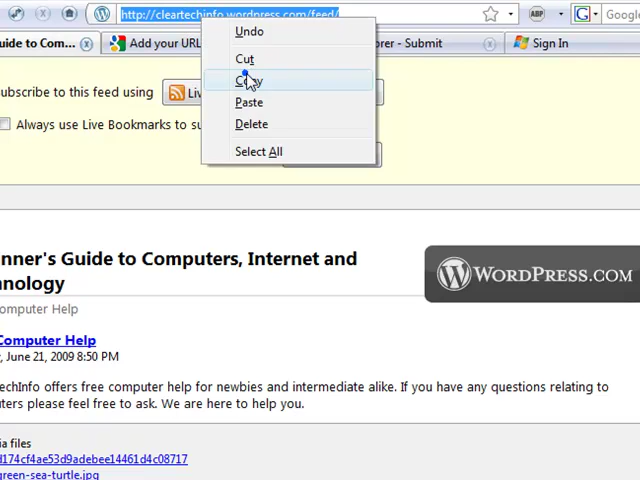 http://cleartechinfo.wordpress.com/feed/
ABP G
uide to Com... Add your URL rer - Submit Sign In
Undo
Cut
Copy
Paste
Delete
Select All
ubscribe to this feed using Liv
Always use Live Bookmarks to su
nner's Guide to Computers, Internet and
nology
omputer Help
WORDPRESS.COM
Computer Help
, June 21, 2009 8:50 PM
echInfo offers free computer help for newbies and intermediate alike. If you have any questions relating to
ters please feel free to ask. We are here to help you.
ia files
d174cf4ae53d9adebee14461d4c08717
green-sea-turtle.jpg